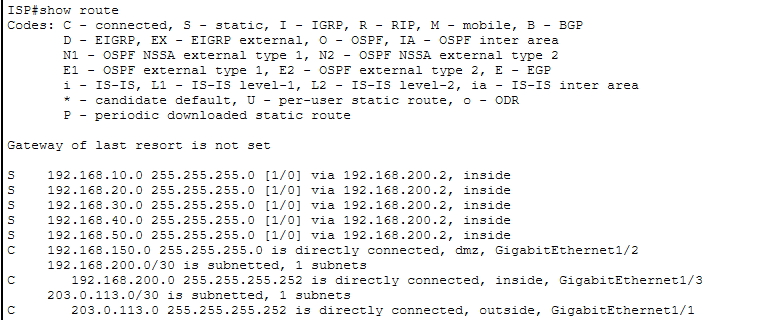 ISP#show route
Codes: C - connected, S - static, I - IGRP, R - RIP, M - mobile, B - BGP
       D - EIGRP, EX - EIGRP external, O - OSPF, IA - OSPF inter area
       N1 - OSPF NSSA external type 1, N2 - OSPF NSSA external type 2
       E1 - OSPF external type 1, E2 - OSPF external type 2, E - EGP
       i - IS-IS, L1 - IS-IS level-1, L2 - IS-IS level-2, ia - IS-IS inter area
       * - candidate default, U - per-user static route, o - ODR
       P - periodic downloaded static route

Gateway of last resort is not set

S    192.168.10.0 255.255.255.0 [1/0] via 192.168.200.2, inside
S    192.168.20.0 255.255.255.0 [1/0] via 192.168.200.2, inside
S    192.168.30.0 255.255.255.0 [1/0] via 192.168.200.2, inside
S    192.168.40.0 255.255.255.0 [1/0] via 192.168.200.2, inside
S    192.168.50.0 255.255.255.0 [1/0] via 192.168.200.2, inside
C    192.168.150.0 255.255.255.0 is directly connected, dmz, GigabitEthernet1/2
     192.168.200.0/30 is subnetted, 1 subnets
C       192.168.200.0 255.255.255.252 is directly connected, inside, GigabitEthernet1/3
     203.0.113.0/30 is subnetted, 1 subnets
C       203.0.113.0 255.255.255.252 is directly connected, outside, GigabitEthernet1/1